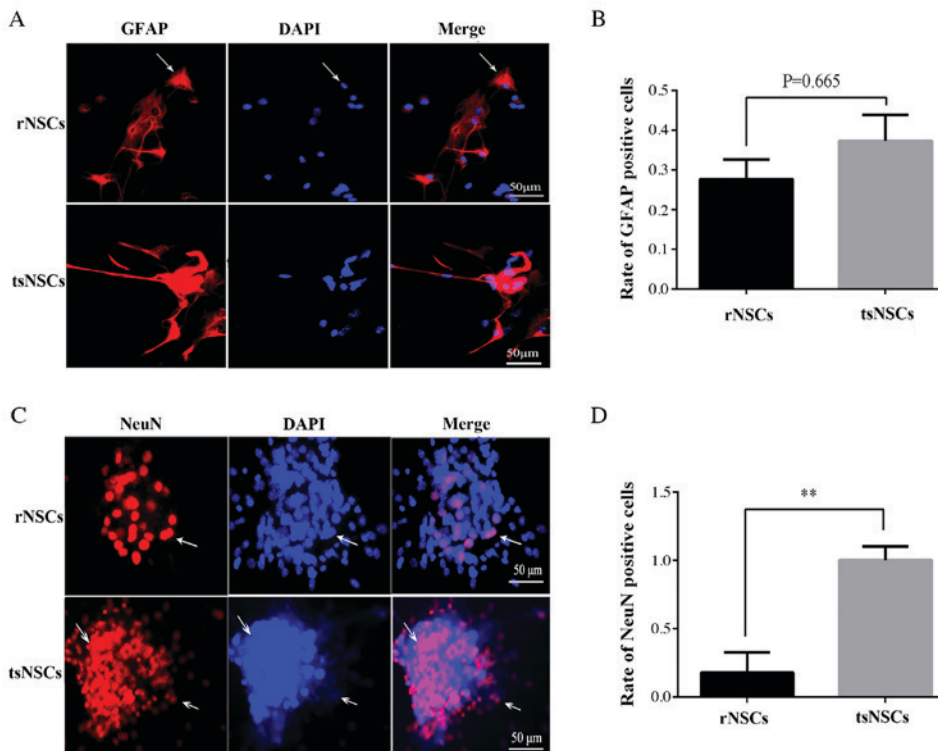 A
GFAP DAPI Merge
rNSCs
50μm
tsNSCs
50μm
B
P=0.665
Rate of GFAP positive cells
0.5
0.4
0.3
0.2
0.1
0.0
rNSCs tsNSCs
C
NeuN DAPI Merge
rNSCs
50 μm
tsNSCs
50 μm
D
**
Rate of NeuN positive cells
1.5
1.0
0.5
0.0
rNSCs tsNSCs